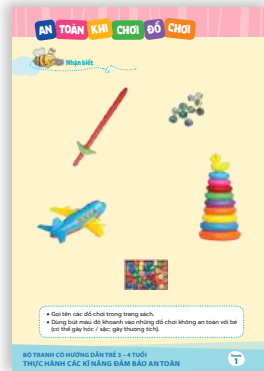 AN TOÀN KHI CHƠI ĐỒ CHƠI
Nhận biết
• Gọi tên các đồ chơi trong trang sách.
• Dùng bút màu đỏ khoanh vào những đồ chơi không an toàn với bé
(có thể gây hóc / sặc; gây thương tích).
BỘ TRANH CÓ HƯỚNG DẪN TRẺ 3 – 4 TUỔI
THỰC HÀNH CÁC KĨ NĂNG ĐẢM BẢO AN TOÀN
Tranh
1